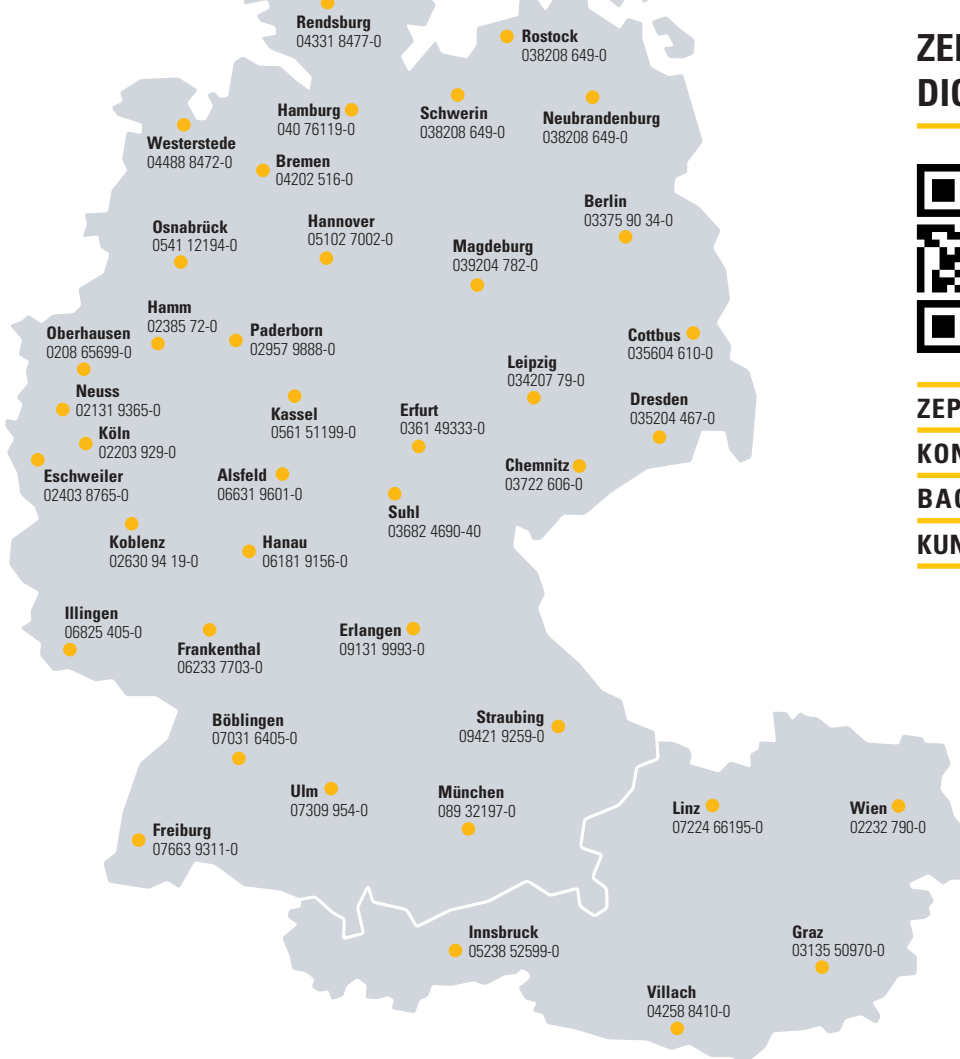 Rendsburg
04331 8477-0
Rostock
038208 649-0
Hamburg
040 76119-0
Schwerin
038208 649-0
Neubrandenburg
038208 649-0
Westerstede
04488 8472-0
Bremen
04202 516-0
Berlin
03375 90 34-0
Osnabrück
0541 12194-0
Hannover
05102 7002-0
Magdeburg
039204 782-0
Hamm
02385 72-0
Oberhausen
0208 65699-0
Paderborn
02957 9888-0
Cottbus
035604 610-0
Leipzig
034207 79-0
Neuss
02131 9365-0
Kassel
0561 51199-0
Erfurt
0361 49333-0
Dresden
035204 467-0
Köln
02203 929-0
Eschweiler
02403 8765-0
Alsfeld
06631 9601-0
Chemnitz
03722 606-0
Suhl
03682 4690-40
Koblenz
02630 94 19-0
Hanau
06181 9156-0
Illingen
06825 405-0
Frankenthal
06233 7703-0
Erlangen
09131 9993-0
Böblingen
07031 6405-0
Straubing
09421 9259-0
Ulm
07309 954-0
München
089 32197-0
Freiburg
07663 9311-0
Linz
07224 66195-0
Wien
02232 790-0
Innsbruck
05238 52599-0
Graz
03135 50970-0
Villach
04258 8410-0
ZEP
KON
BAC
KUN